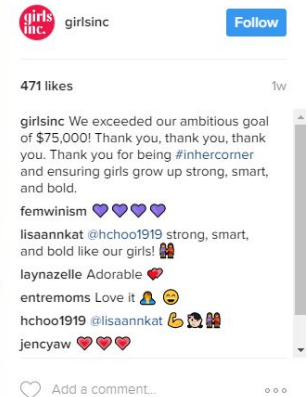 girls
inc.
girlsinc
Follow
471 likes
1w
girlsinc We exceeded our ambitious goal
of $75,000! Thank you, thank you, thank
you. Thank you for being #inhercorner
and ensuring girls grow up strong, smart,
and bold.
femwinism 💜💜💜💜
lisaannkat @hchoo1919 strong, smart,
and bold like our girls! 👭
laynazelle Adorable 💕
entremoms Love it 🙏😊
hchoo1919 @lisaannkat 💪👧🏻👭
jencyaw ❤️❤️❤️
Add a comment...